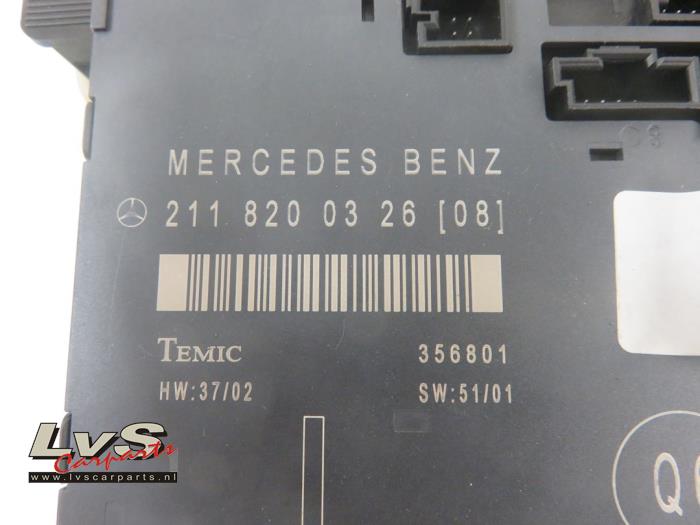 8
MERCEDES BENZ
211 820 03 26 [08]
TEMIC 356801
HW:37/02 SW:51/01
LvS
Carparts
www.lvscarparts.nl
Q